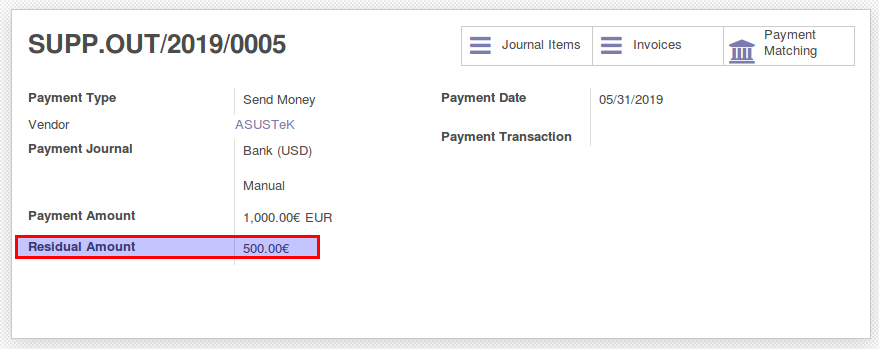 SUPP.OUT/2019/0005
Journal Items
Invoices
Payment
Matching
Payment Type Send Money
Vendor ASUSTeK
Payment Journal Bank (USD)
Manual
Payment Amount 1,000.00€ EUR
Residual Amount 500.00€
Payment Date 05/31/2019
Payment Transaction